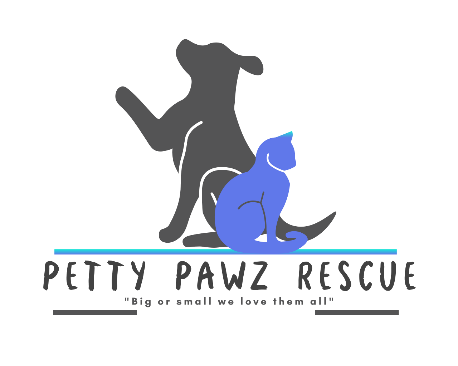 PETTY PAWZ RESCUE
"Big or small we love them all"